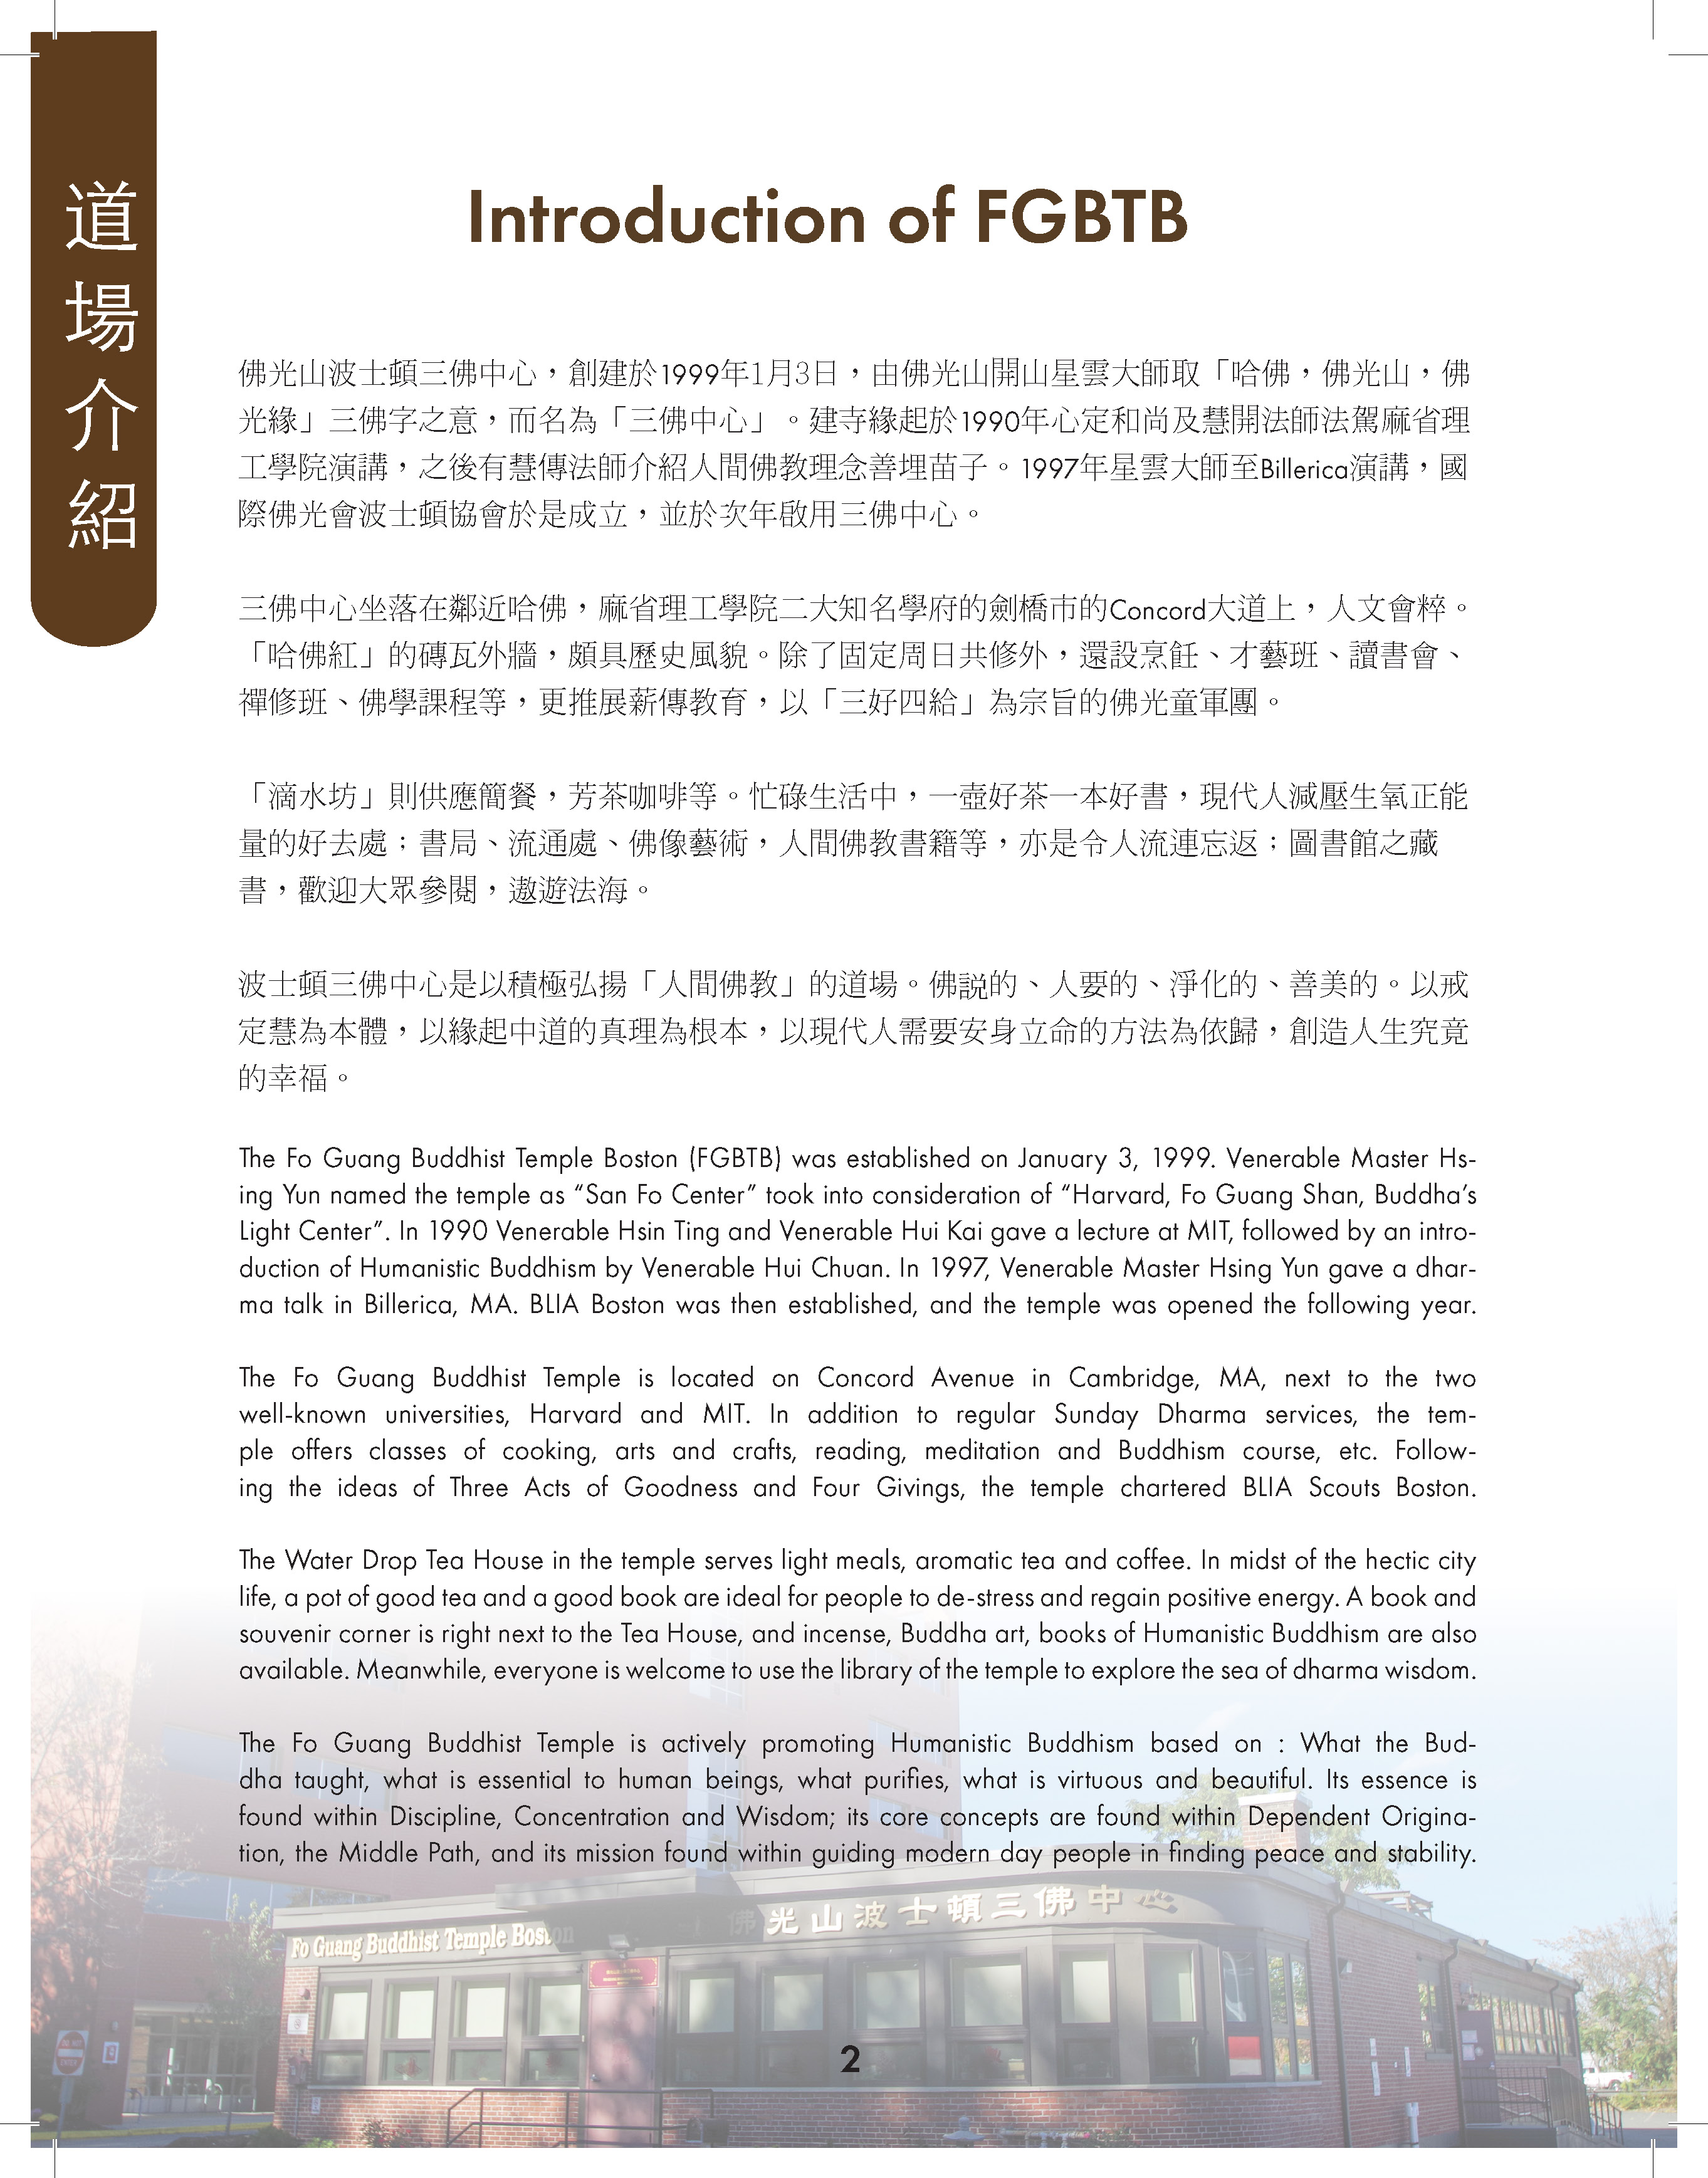 道場介紹
Introduction of FGBTB
佛光山波士頓三佛中心，創建於1999年1月3日，由佛光山開山星雲大師取「哈佛，佛光山，佛
光緣」三佛字之意，而名為「三佛中心」。建寺緣起於1990年心定和尚及慧開法師法駕麻省理
工學院演講，之後有慧傳法師介紹人間佛教理念善埋苗子。1997年星雲大師至Billerica演講，國
際佛光會波士頓協會於是成立，並於次年啟用三佛中心。
三佛中心坐落在鄰近哈佛，麻省理工學院二大知名學府的劍橋市的Concord大道上，人文會粹。
「哈佛紅」的磚瓦外牆，頗具歷史風貌。除了固定周日共修外，還設烹飪、才藝班、讀書會、
禪修班、佛學課程等，更推展薪傳教育，以「三好四給」為宗旨的佛光童軍團。
「滴水坊」則供應簡餐，芳茶咖啡等。忙碌生活中，一壺好茶一本好書，現代人減壓生氧正能
量的好去處；書局、流通處、佛像藝術，人間佛教書籍等，亦是令人流連忘返；圖書館之藏
書，歡迎大眾參閱，遨遊法海。
波士頓三佛中心是以積極弘揚「人間佛教」的道場。佛説的、人要的、淨化的、善美的。以戒
定慧為本體，以緣起中道的真理為根本，以現代人需要安身立命的方法為依歸，創造人生究竟
的幸福。
The Fo Guang Buddhist Temple Boston (FGBTB) was established on January 3, 1999. Venerable Master Hs-
ing Yun named the temple as “San Fo Center” took into consideration of “Harvard, Fo Guang Shan, Buddha’s
Light Center”. In 1990 Venerable Hsin Ting and Venerable Hui Kai gave a lecture at MIT, followed by an intro-
duction of Humanistic Buddhism by Venerable Hui Chuan. In 1997, Venerable Master Hsing Yun gave a dhar-
ma talk in Billerica, MA. BLIA Boston was then established, and the temple was opened the following year.
The Fo Guang Buddhist Temple is located on Concord Avenue in Cambridge, MA, next to the two
well-known universities, Harvard and MIT. In addition to regular Sunday Dharma services, the tem-
ple offers classes of cooking, arts and crafts, reading, meditation and Buddhism course, etc. Follow-
ing the ideas of Three Acts of Goodness and Four Givings, the temple chartered BLIA Scouts Boston.
The Water Drop Tea House in the temple serves light meals, aromatic tea and coffee. In midst of the hectic city
life, a pot of good tea and a good book are ideal for people to de-stress and regain positive energy. A book and
souvenir corner is right next to the Tea House, and incense, Buddha art, books of Humanistic Buddhism are also
available. Meanwhile, everyone is welcome to use the library of the temple to explore the sea of dharma wisdom.
The Fo Guang Buddhist Temple is actively promoting Humanistic Buddhism based on : What the Bud-
dha taught, what is essential to human beings, what purifies, what is virtuous and beautiful. Its essence is
found within Discipline, Concentration and Wisdom; its core concepts are found within Dependent Origina-
tion, the Middle Path, and its mission found within guiding modern day people in finding peace and stability.
佛光山波士頓三佛中心
Fo Guang Buddhist Temple Boston
2